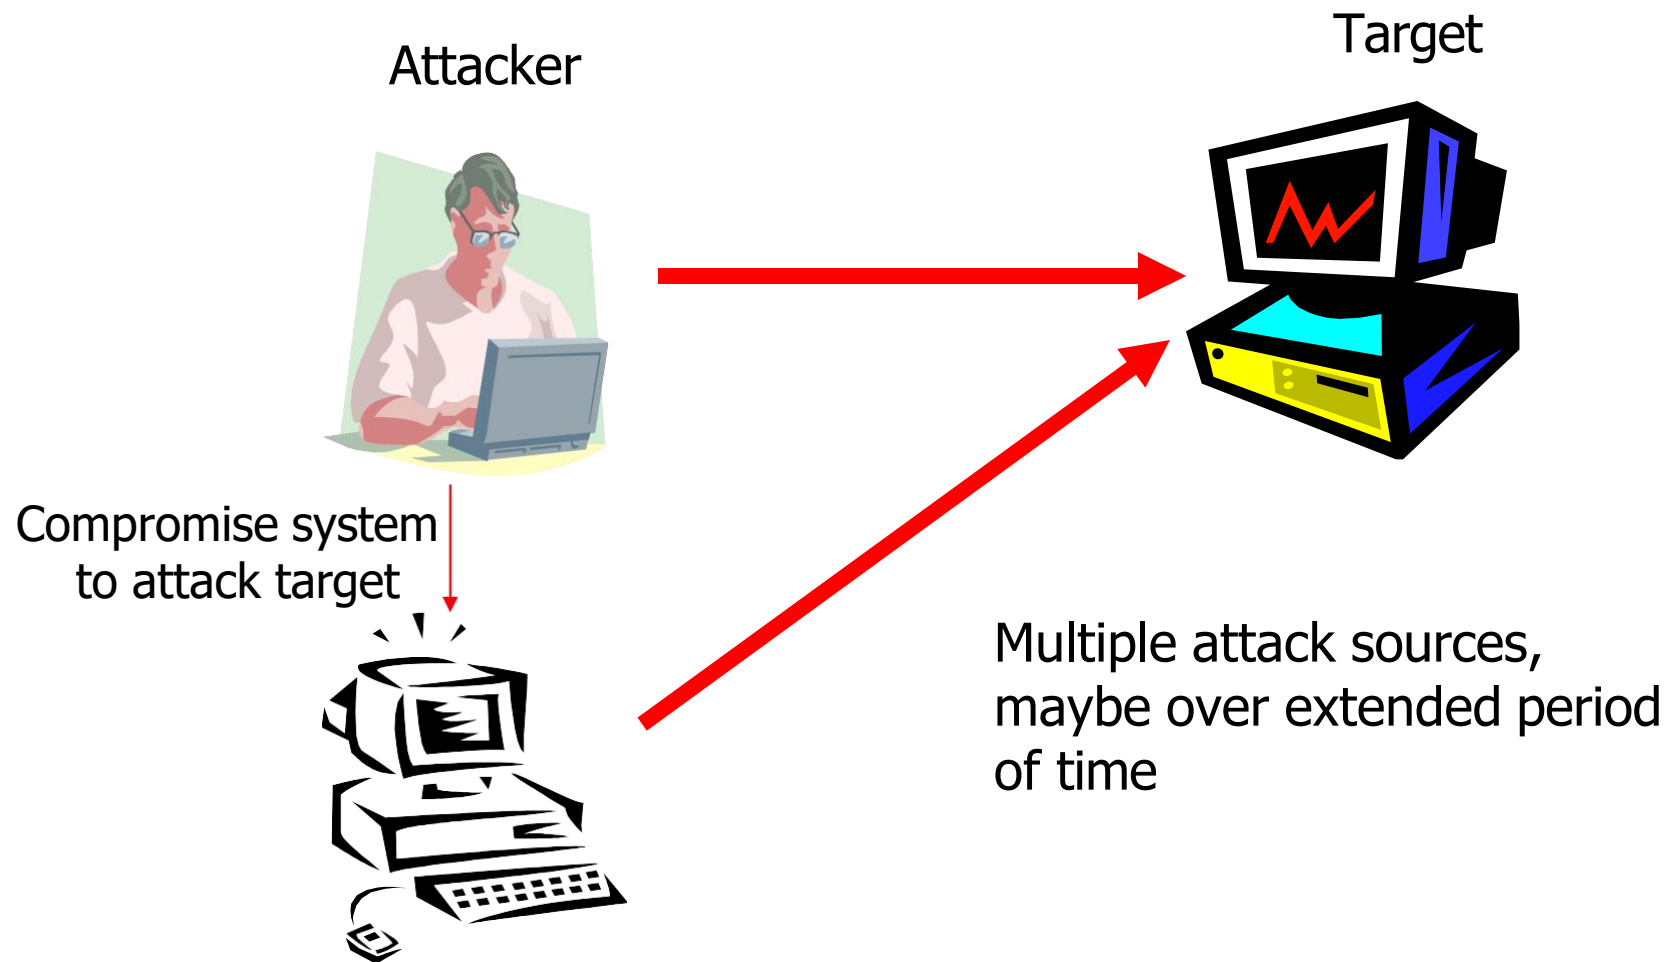 Attacker
Target
Compromise system
to attack target
Multiple attack sources,
maybe over extended period
of time